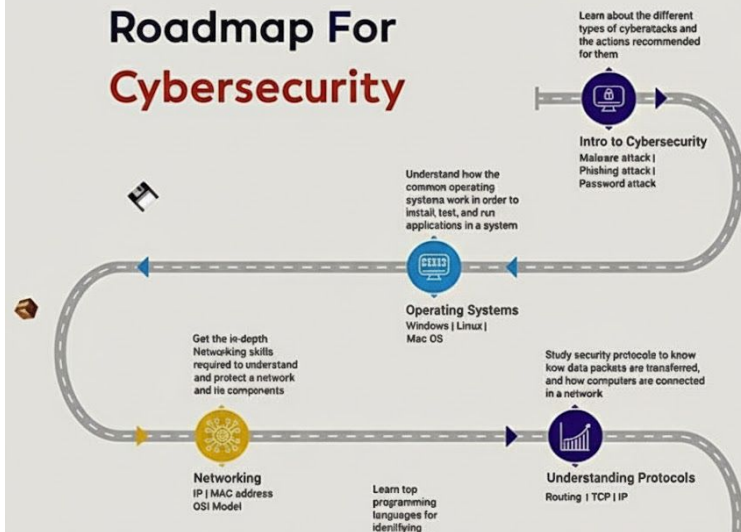 Roadmap For
Cybersecurity
Learn about the different
types of cyberattacks and
the actions recommended
for them
Intro to Cybersecurity
Malware attack |
Phishing attack |
Password attack
Understand how the
common operating
systems work in order to
install, test, and run
applications in a system
Operating Systems
Windows | Linux |
Mac OS
Get the in-depth
Networking skills
required to understand
and protect a network
and its components
Networking
IP | MAC address
OSI Model
Study security protocole to know
how data packets are transferred,
and how computers are connected
in a network
Understanding Protocols
Routing | TCP | IP
Learn top
programming
languages for
identifying